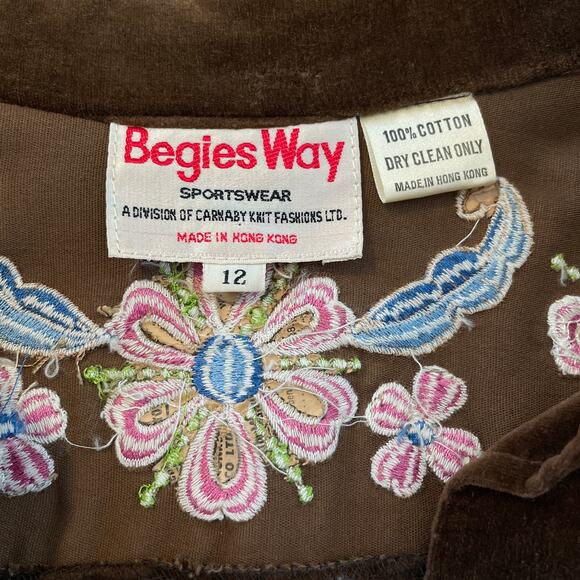 Begies Way
SPORTSWEAR
A DIVISION OF CARNABY KNIT FASHIONS LTD.
MADE IN HONG KONG
12
100% COTTON
DRY CLEAN ONLY
MADE.IN HONG KONG